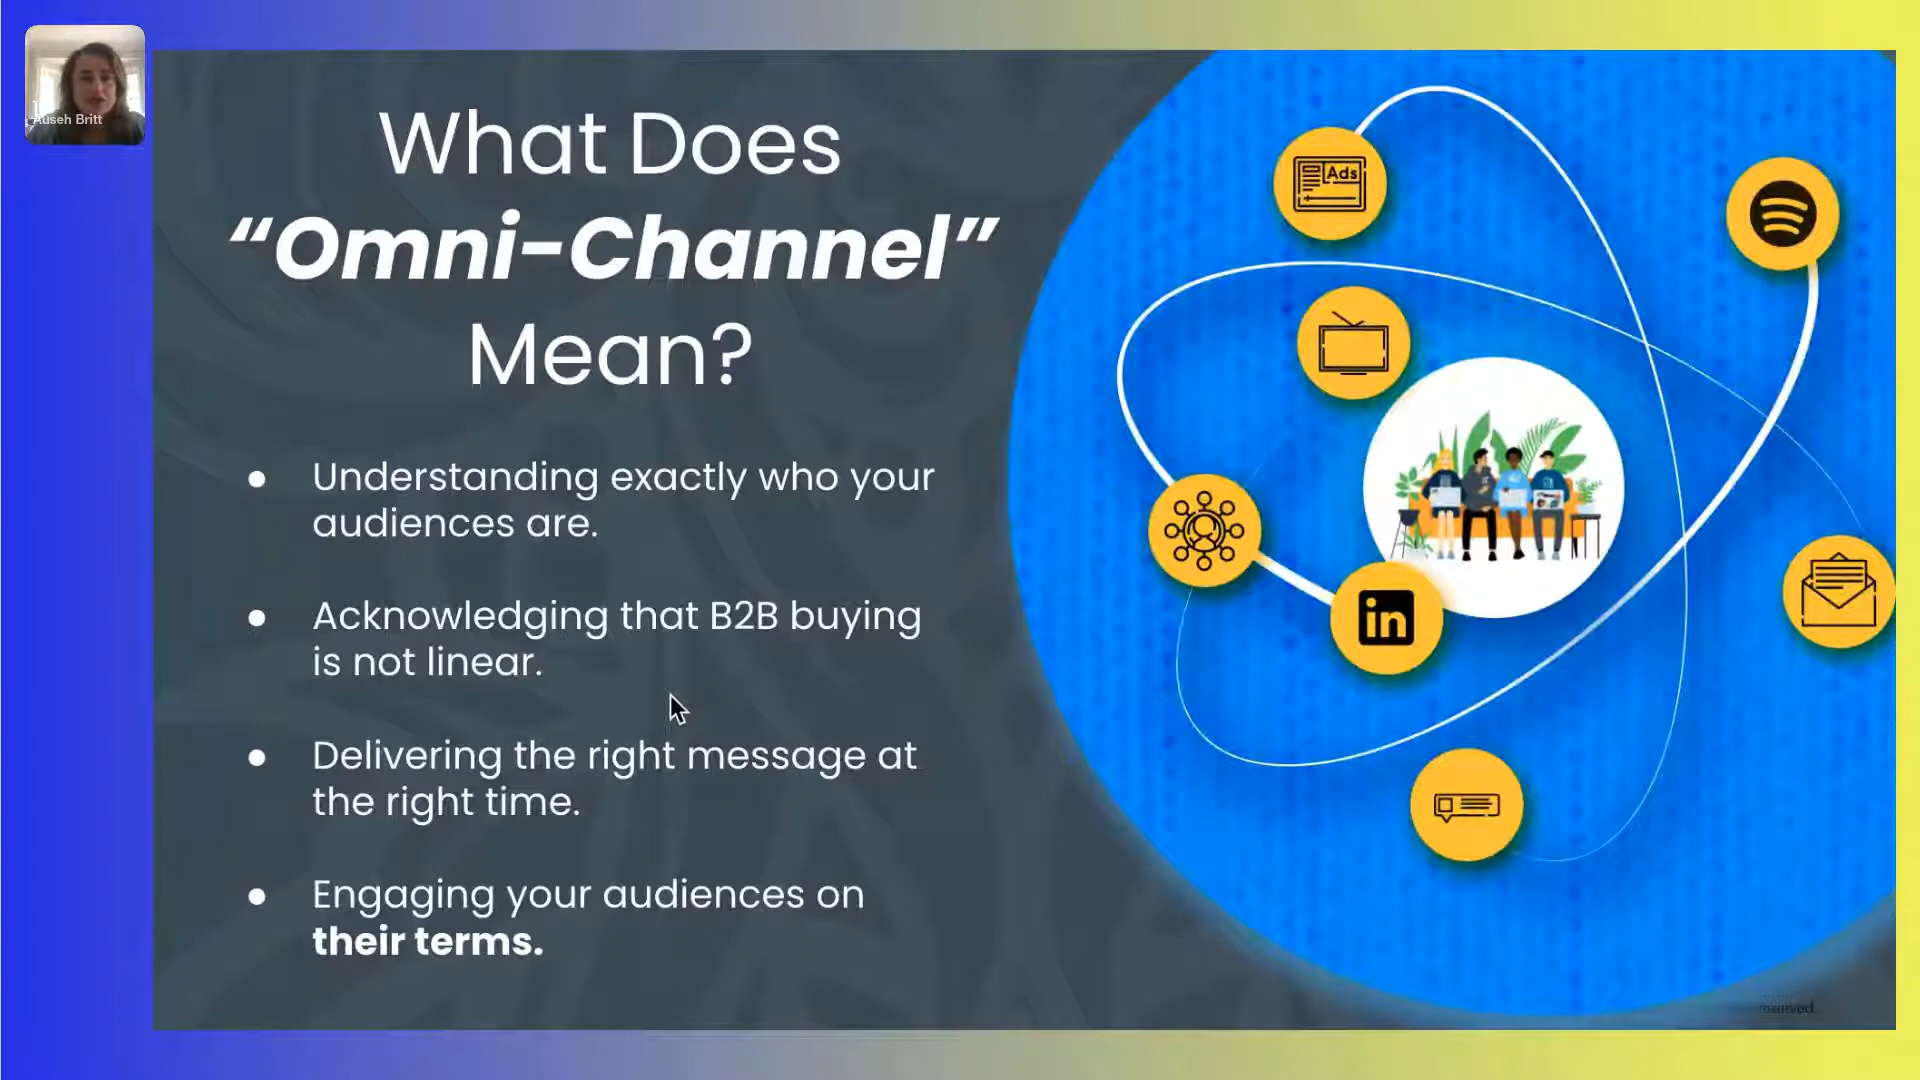 Auseh Britt
What Does
“Omni-Channel”
Mean?
● Understanding exactly who your
audiences are.
● Acknowledging that B2B buying
is not linear.
● Delivering the right message at
the right time.
● Engaging your audiences on
their terms.
Ads
in